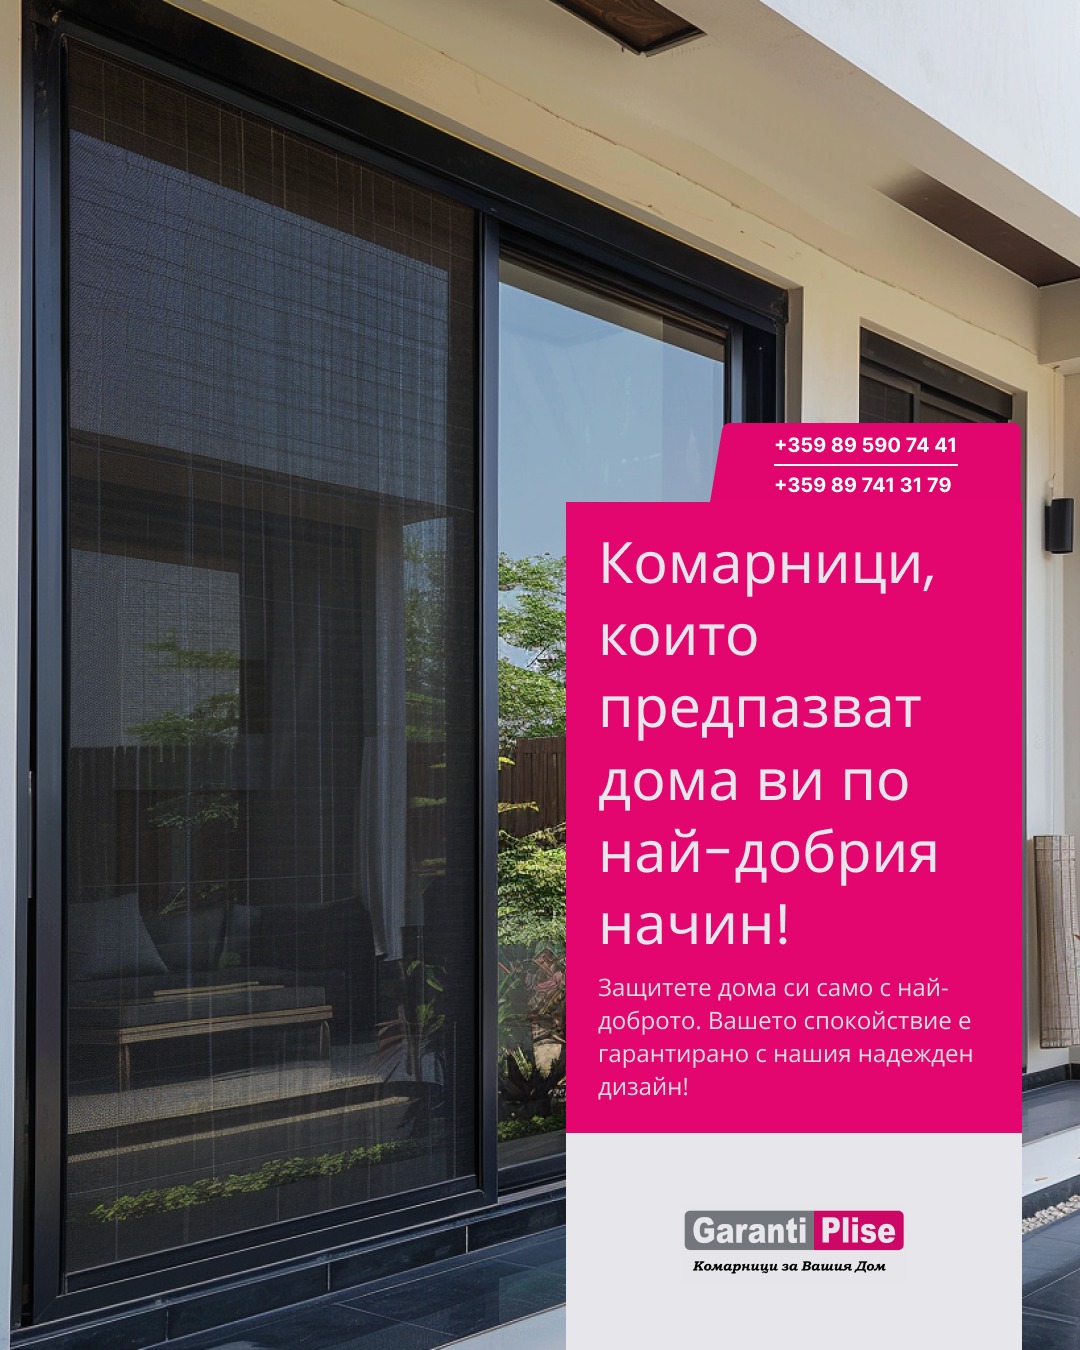 +359 89 590 74 41
+359 89 741 31 79
Комарници,
които
предпазват
дома ви по
най-добрия
начин!
Защитете дома си само с най-
доброто. Вашето спокойствие е
гарантирано с нашия надежден
дизайн!
Garanti Plise
Комарници за Вашия Дом